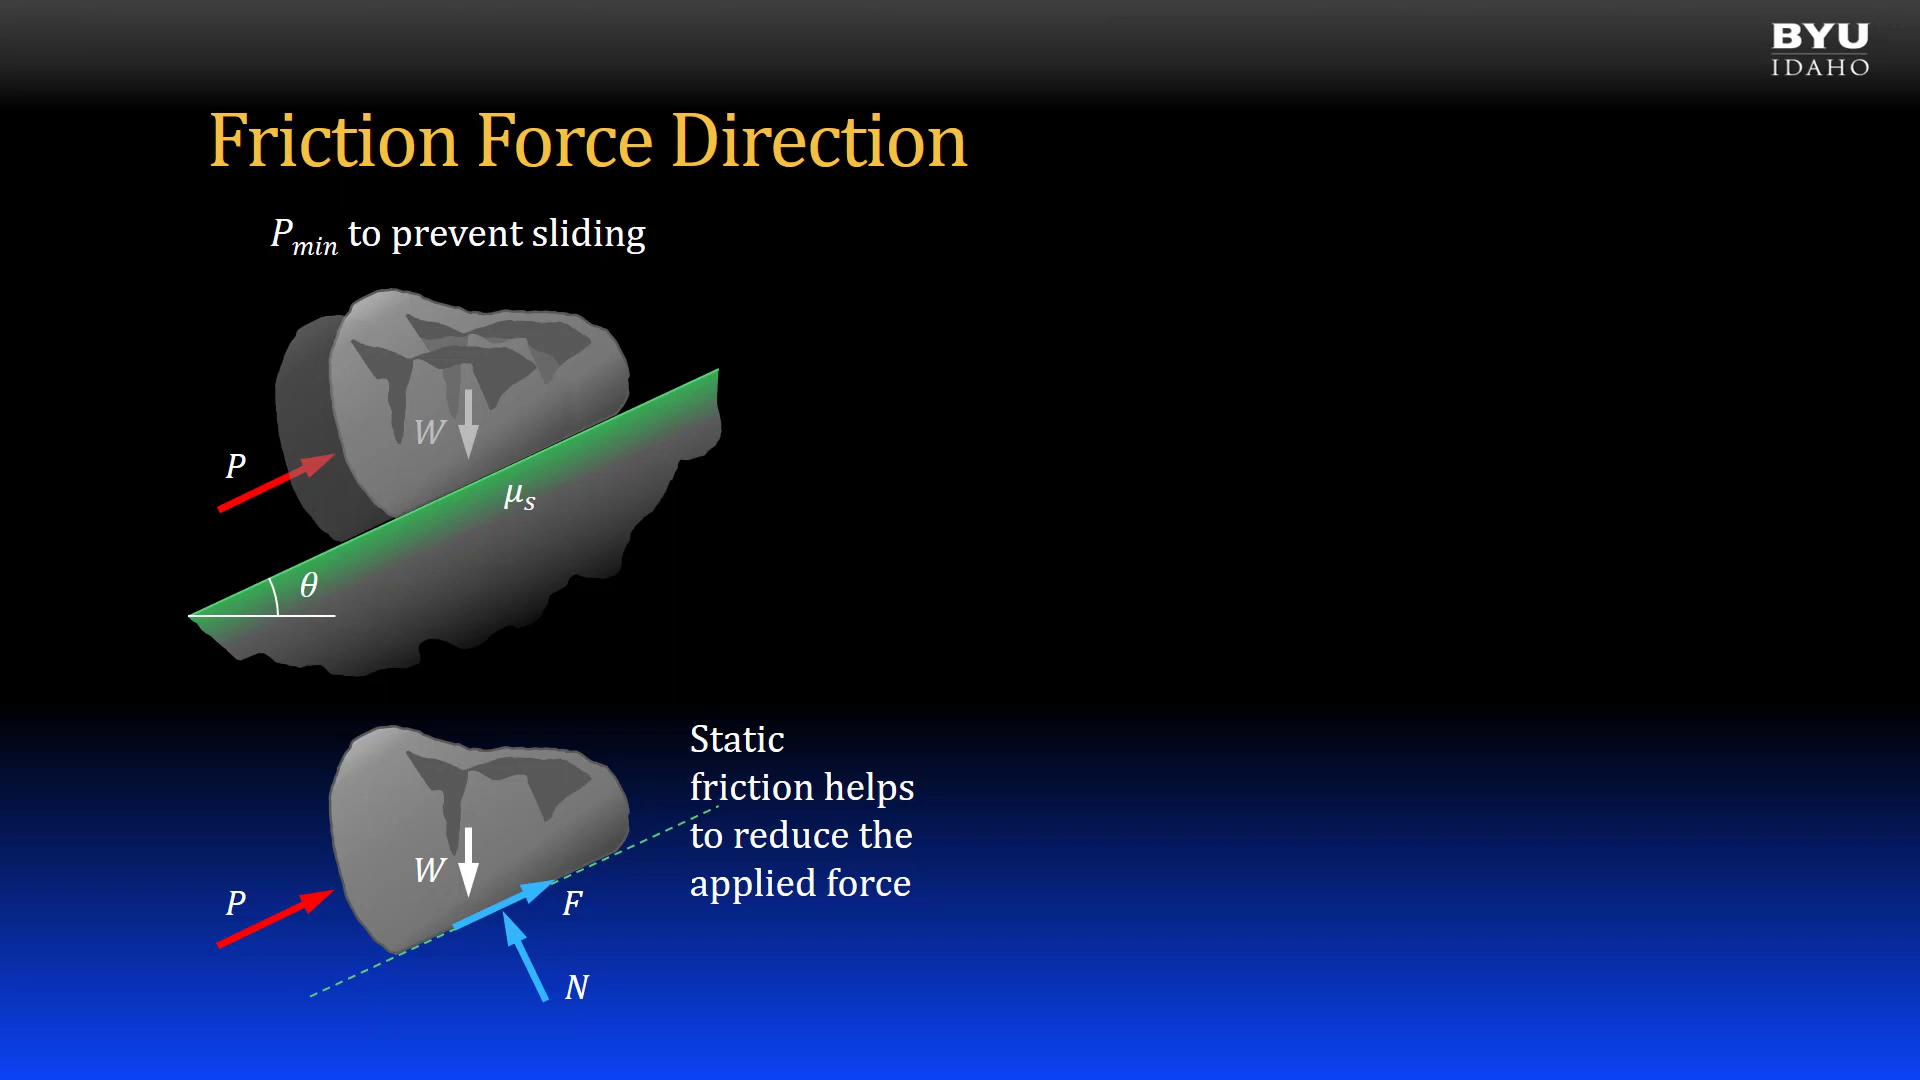 BYU
IDAHO
Friction Force Direction
P_min to prevent sliding
W
P
μ_s
θ
Static
friction helps
to reduce the
applied force
W
P
F
N